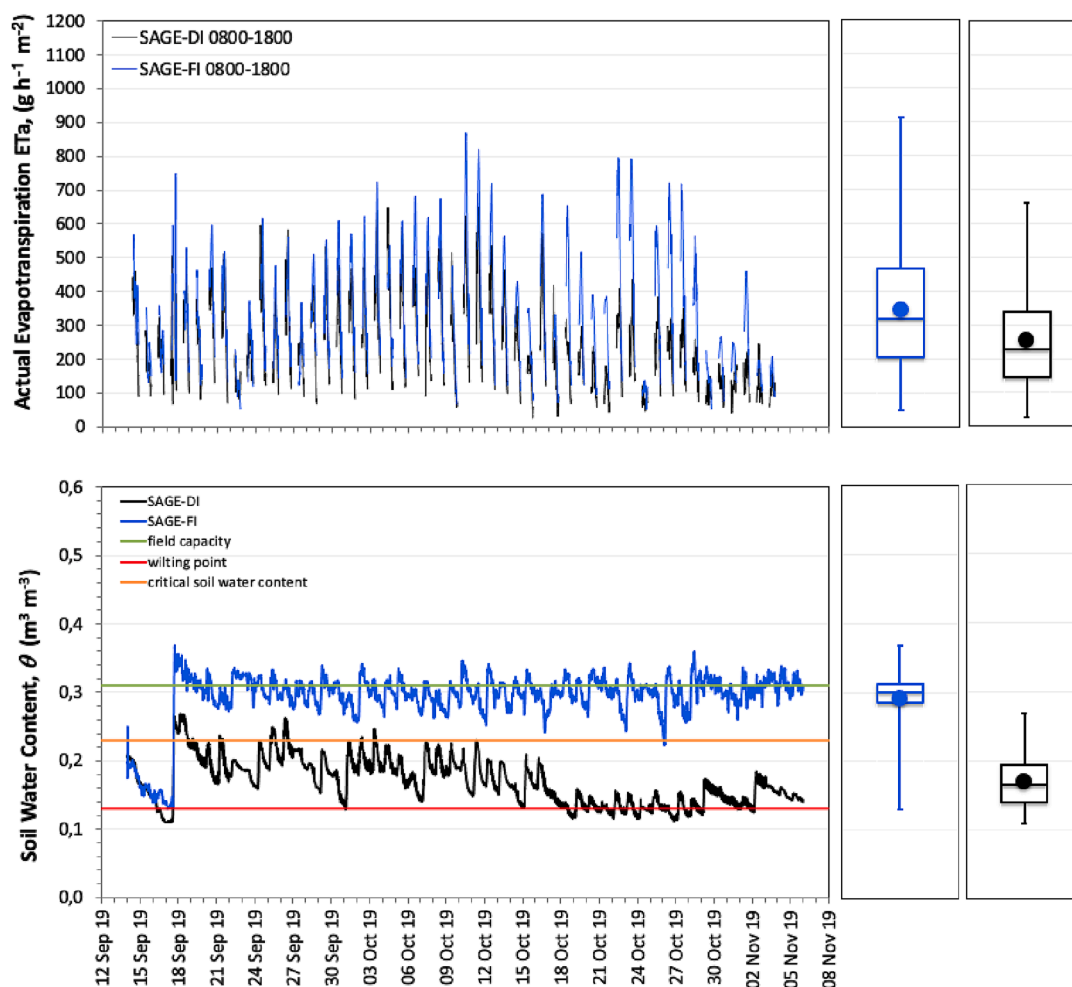 Actual Evapotranspiration ETa, (g h⁻¹ m⁻²)
1200
1100
1000
900
800
700
600
500
400
300
200
100
0
SAGE-DI 0800-1800
SAGE-FI 0800-1800
Soil Water Content, θ (m³ m⁻³)
0,6
0,5
0,4
0,3
0,2
0,1
0,0
SAGE-DI
SAGE-FI
field capacity
wilting point
critical soil water content
12 Sep 19
15 Sep 19
18 Sep 19
21 Sep 19
24 Sep 19
27 Sep 19
30 Sep 19
03 Oct 19
06 Oct 19
09 Oct 19
12 Oct 19
15 Oct 19
18 Oct 19
21 Oct 19
24 Oct 19
27 Oct 19
30 Oct 19
02 Nov 19
05 Nov 19
08 Nov 19